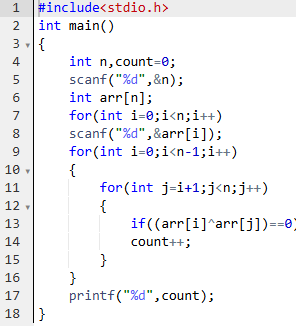 1 #include<stdio.h>
2 int main()
3 {
4 int n,count=0;
5 scanf("%d",&n);
6 int arr[n];
7 for(int i=0;i<n;i++)
8 scanf("%d",&arr[i]);
9 for(int i=0;i<n-1;i++)
10 {
11 for(int j=i+1;j<n;j++)
12 {
13 if((arr[i]^arr[j])==0)
14 count++;
15 }
16 }
17 printf("%d",count);
18 }